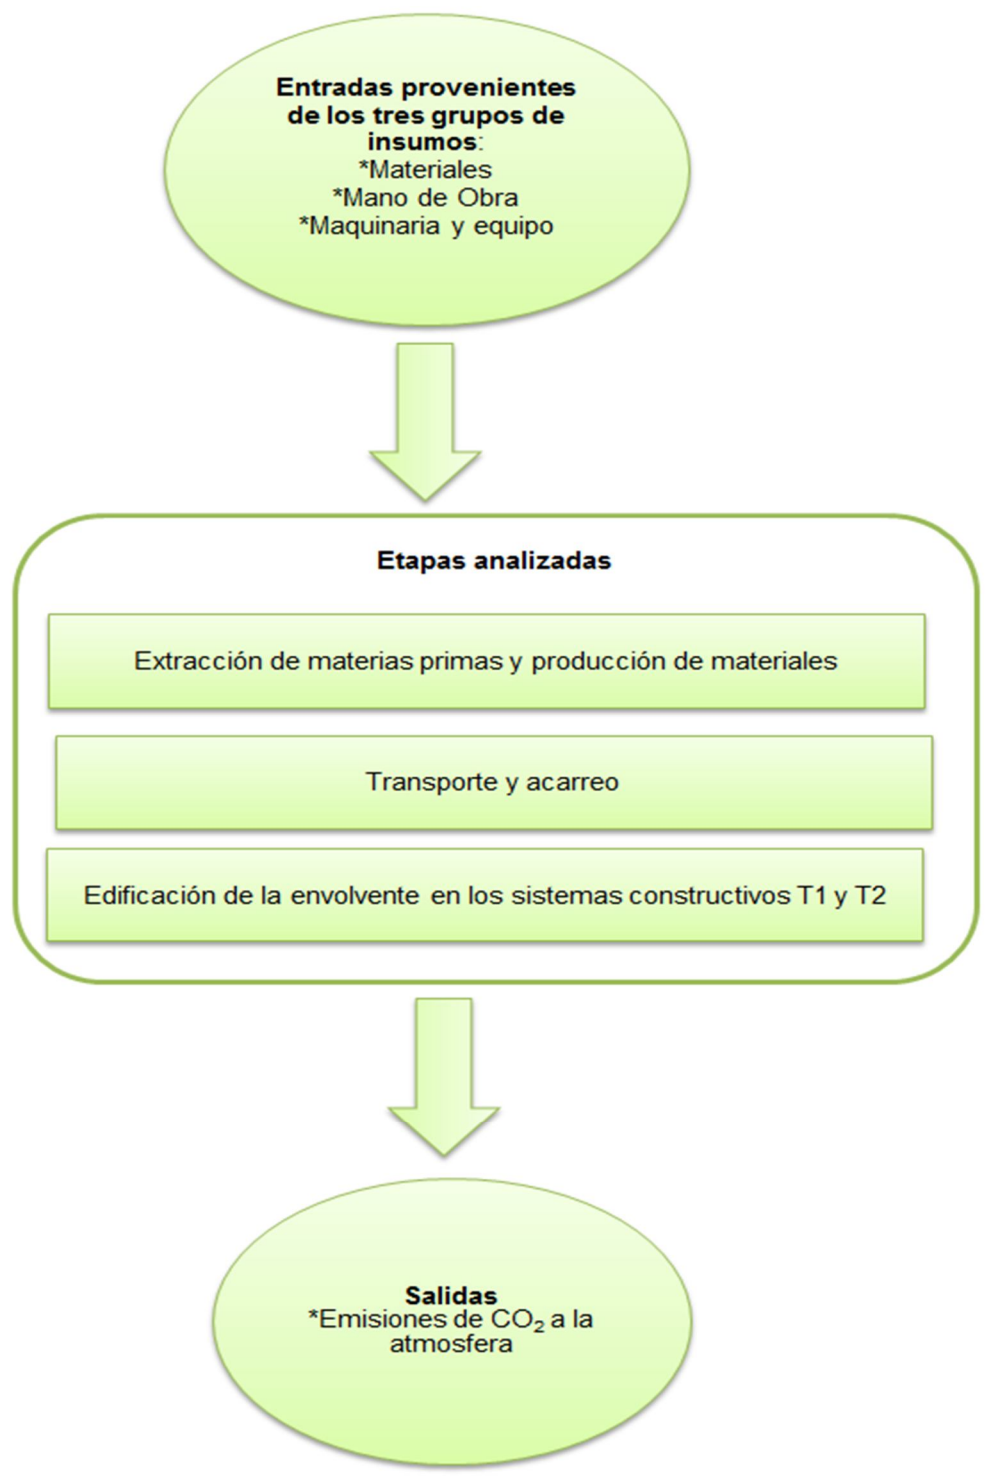 Entradas provenientes
de los tres grupos de
insumos:
*Materiales
*Mano de Obra
*Maquinaria y equipo
Etapas analizadas
Extracción de materias primas y producción de materiales
Transporte y acarreo
Edificación de la envolvente en los sistemas constructivos T1 y T2
Salidas
*Emisiones de CO₂ a la
atmosfera